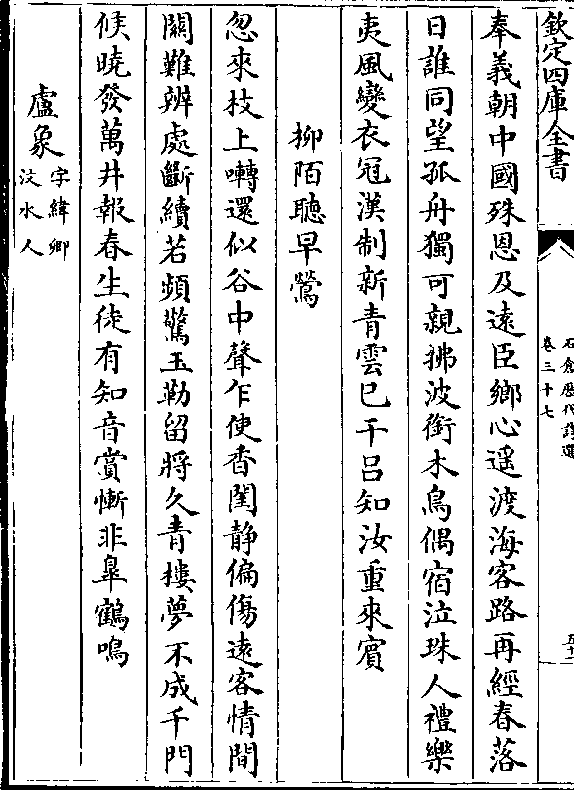 欽定四庫全書
石倉歷代詩選
卷三十七
五十二
奉義朝中國殊恩及遠臣鄉心遥渡海客路再經春落
日誰同望孤舟獨可親拂波銜木鳥偶宿泣珠人禮樂
夷風變衣冠漢制新青雲已干吕知汝重來賓
柳陌聽早鶯
忽來枝上囀還似谷中聲乍使香閨静偏傷遠客情間
關難辨處斷續若頻驚玉勒留將久青樓夢不成千門
候曉發萬井報春生徒有知音賞慚非臯鶴鳴
盧象字緯卿
汶水人